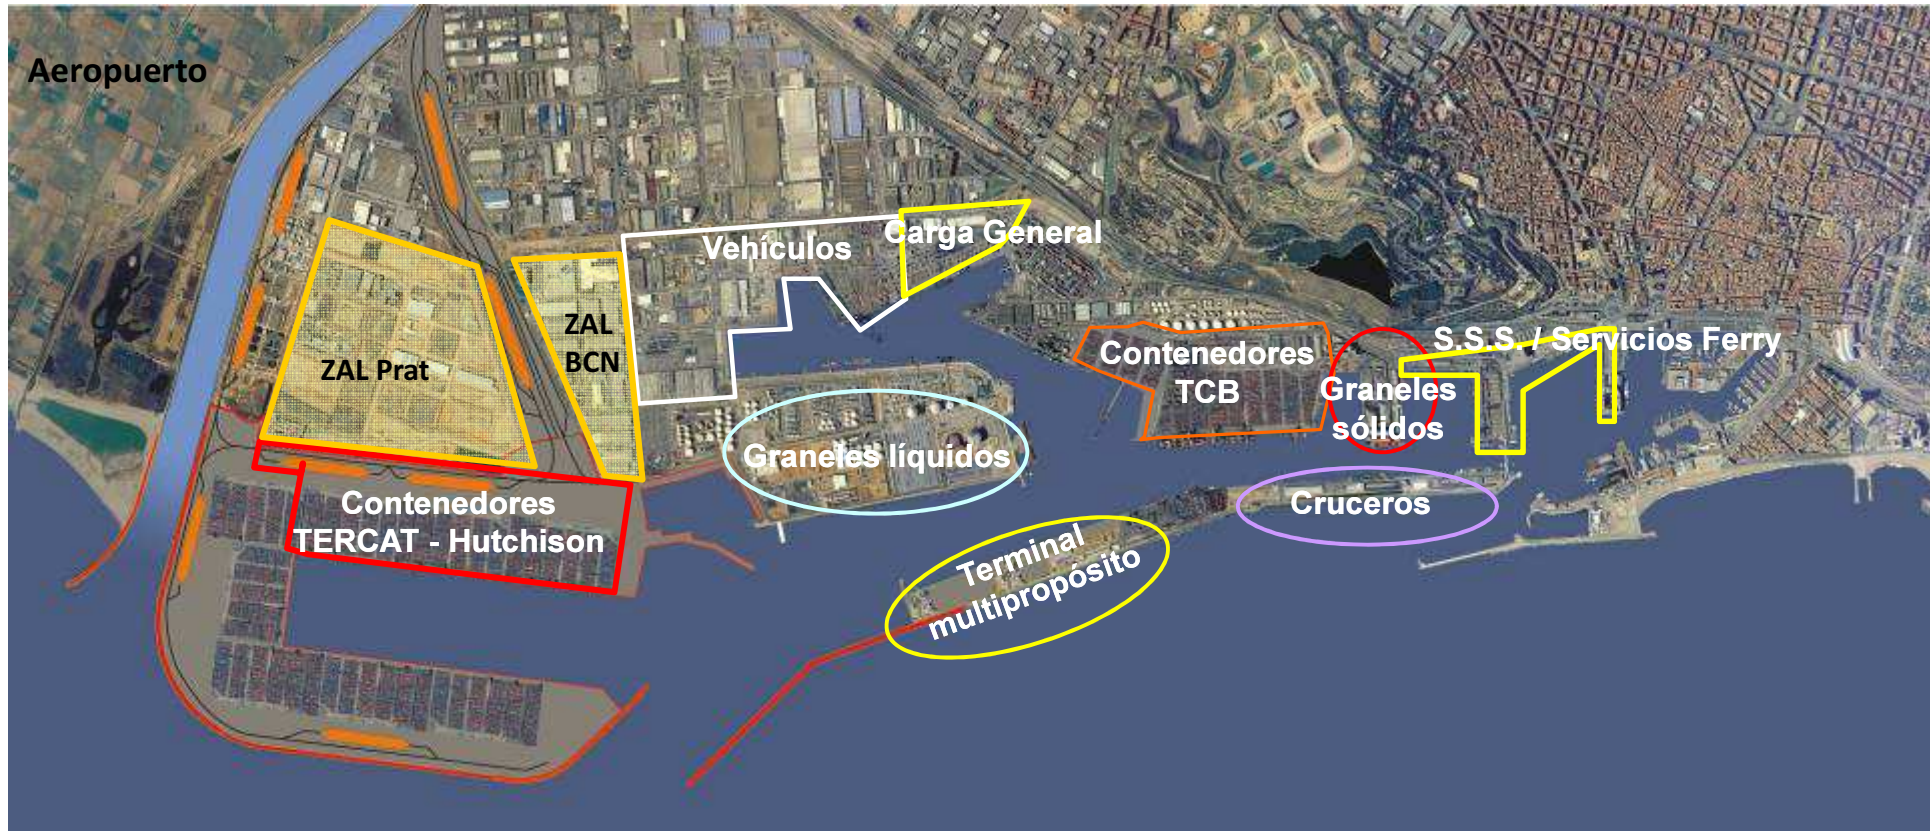 Aeropuerto
Vehículos
Carga General
ZAL
BCN
ZAL Prat
Contenedores
TCB
S.S.S. / Servicios Ferry
Graneles
sólidos
Graneles líquidos
Contenedores
TERCAT - Hutchison
Cruceros
Terminal
multipropósito